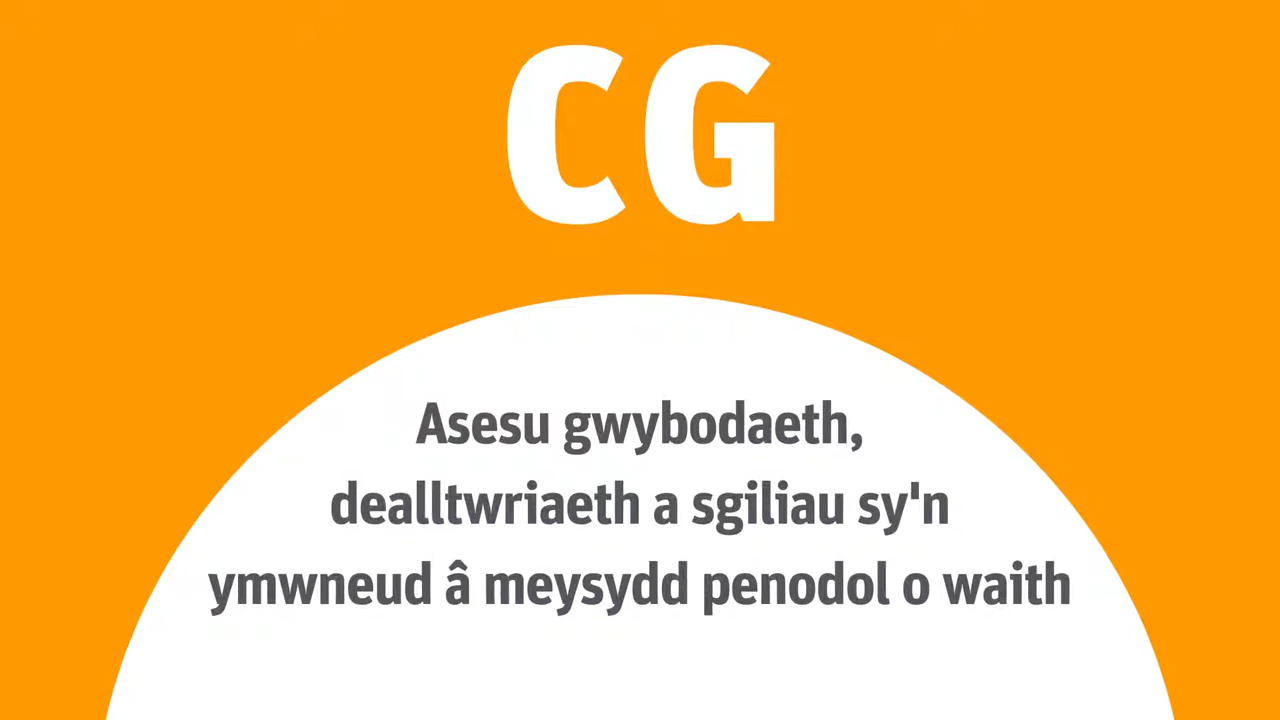 CG
Asesu gwybodaeth,
dealltwriaeth a sgiliau sy'n
ymwneud â meysydd penodol o waith